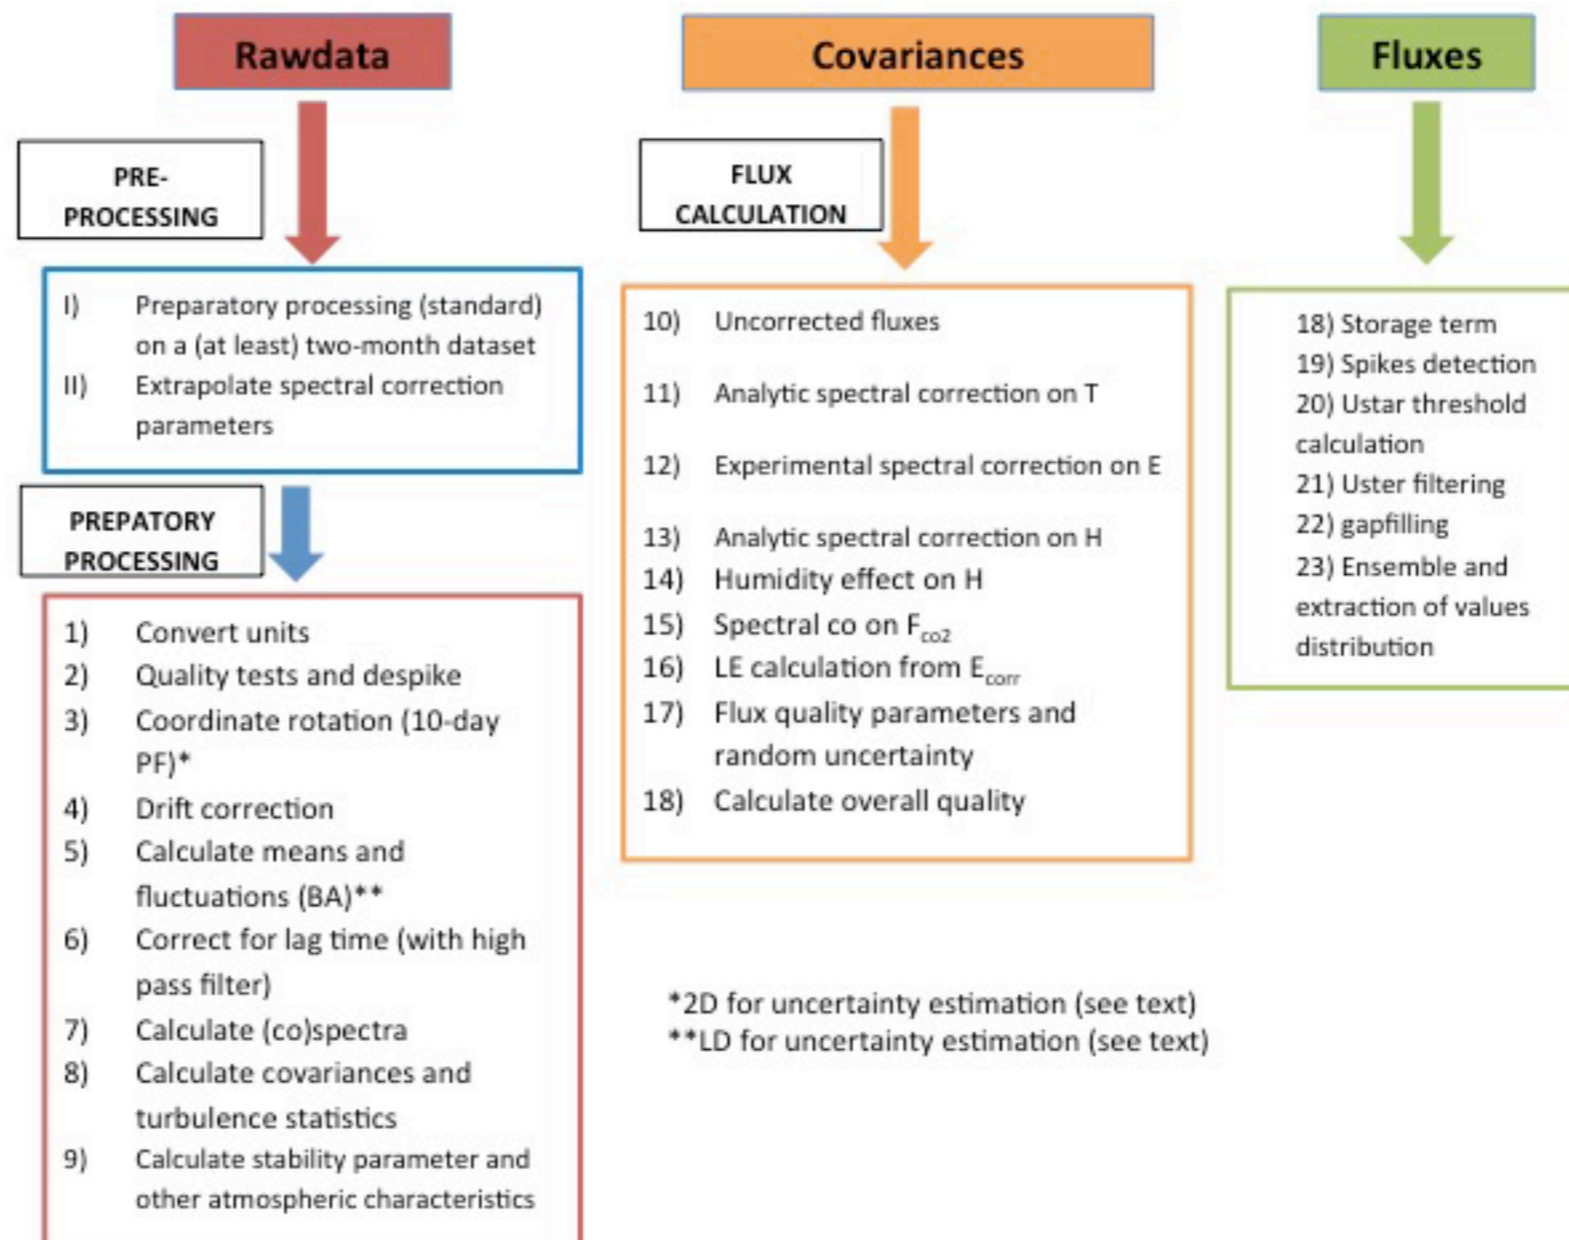 Rawdata
PRE-
PROCESSING
I) Preparatory processing (standard)
on a (at least) two-month dataset
II) Extrapolate spectral correction
parameters
PREPATORY
PROCESSING
1) Convert units
2) Quality tests and despike
3) Coordinate rotation (10-day
PF)*
4) Drift correction
5) Calculate means and
fluctuations (BA)**
6) Correct for lag time (with high
pass filter)
7) Calculate (co)spectra
8) Calculate covariances and
turbulence statistics
9) Calculate stability parameter and
other atmospheric characteristics
Covariances
FLUX
CALCULATION
10) Uncorrected fluxes
11) Analytic spectral correction on T
12) Experimental spectral correction on E
13) Analytic spectral correction on H
14) Humidity effect on H
15) Spectral co on Fco2
16) LE calculation from Ecorr
17) Flux quality parameters and
random uncertainty
18) Calculate overall quality
*2D for uncertainty estimation (see text)
**LD for uncertainty estimation (see text)
Fluxes
18) Storage term
19) Spikes detection
20) Ustar threshold
calculation
21) Uster filtering
22) gapfilling
23) Ensemble and
extraction of values
distribution